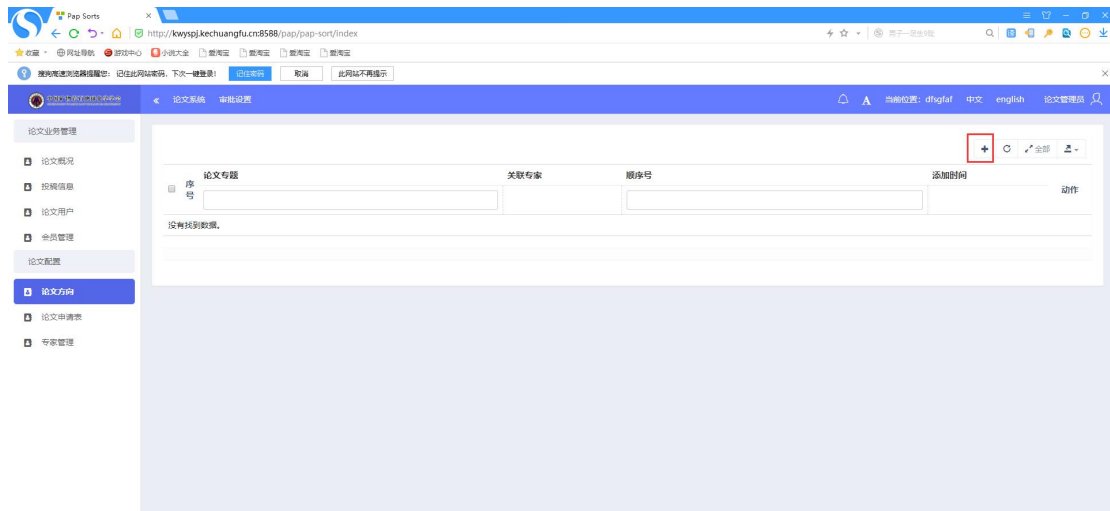 Pap Sorts
http://kwyspj.kechuangfu.cn:8588/pap/pap-sort/index
收藏 网址导航 游戏中心 小说大全 爱淘宝 爱淘宝 爱淘宝 爱淘宝
搜狗高速浏览器提醒您：记住此网站密码，下次一键登录！ 记住密码 取消 此网站不再提示
论文系统 审批设置 当前位置：dfsgfaf 中文 english 论文管理员
论文业务管理
论文概况
投稿信息
论文用户
会员管理
论文配置
论文方向
论文申请表
专家管理
全部
序号 论文专题 关联专家 顺序号 添加时间 动作
没有找到数据。